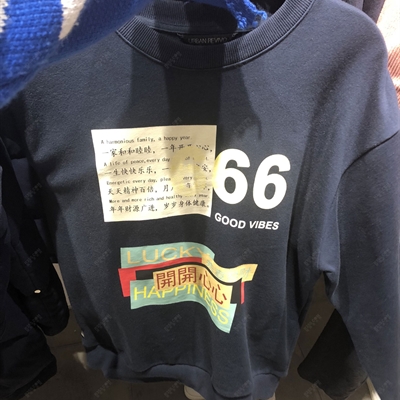 URBAN REVIVO
A harmonious family, a happy year.
一家和和睦睦，一年开开心心，
A life of peace, every day
一生快快乐乐，
Energetic every day,
天天精神百倍，月
More and more rich and healthy
年年财源广进，岁岁身体健康。
66
GOOD VIBES
LUCKY
開開心心
HAPPINESS